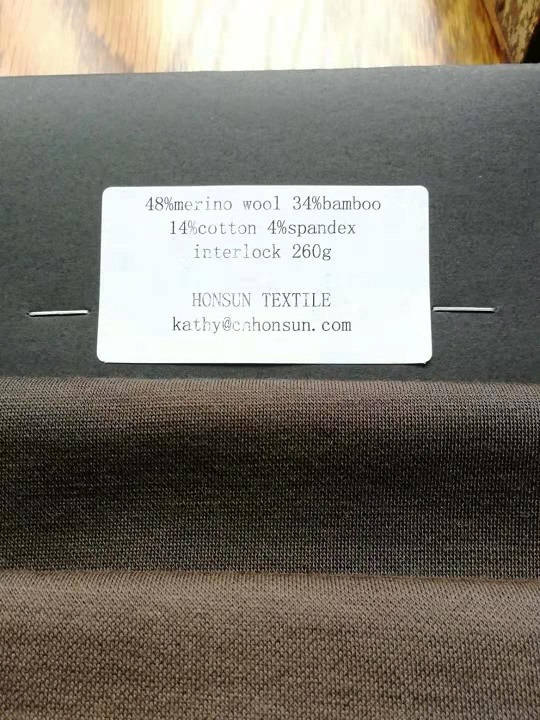 48%merino wool 34%bamboo
14%cotton 4%spandex
interlock 260g
HONSUN TEXTILE
kathy@cnhonsun.com